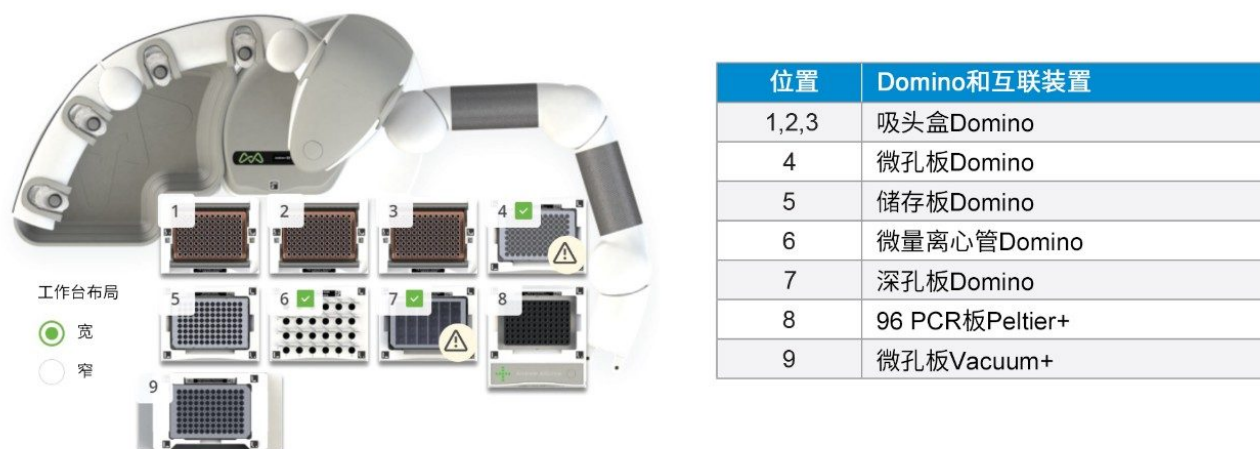 1
2
3
4
5
6
7
8
9
工作台布局
宽
窄
位置 Domino和互联装置
1,2,3 吸头盒Domino
4 微孔板Domino
5 储存板Domino
6 微量离心管Domino
7 深孔板Domino
8 96 PCR板Peltier+
9 微孔板Vacuum+